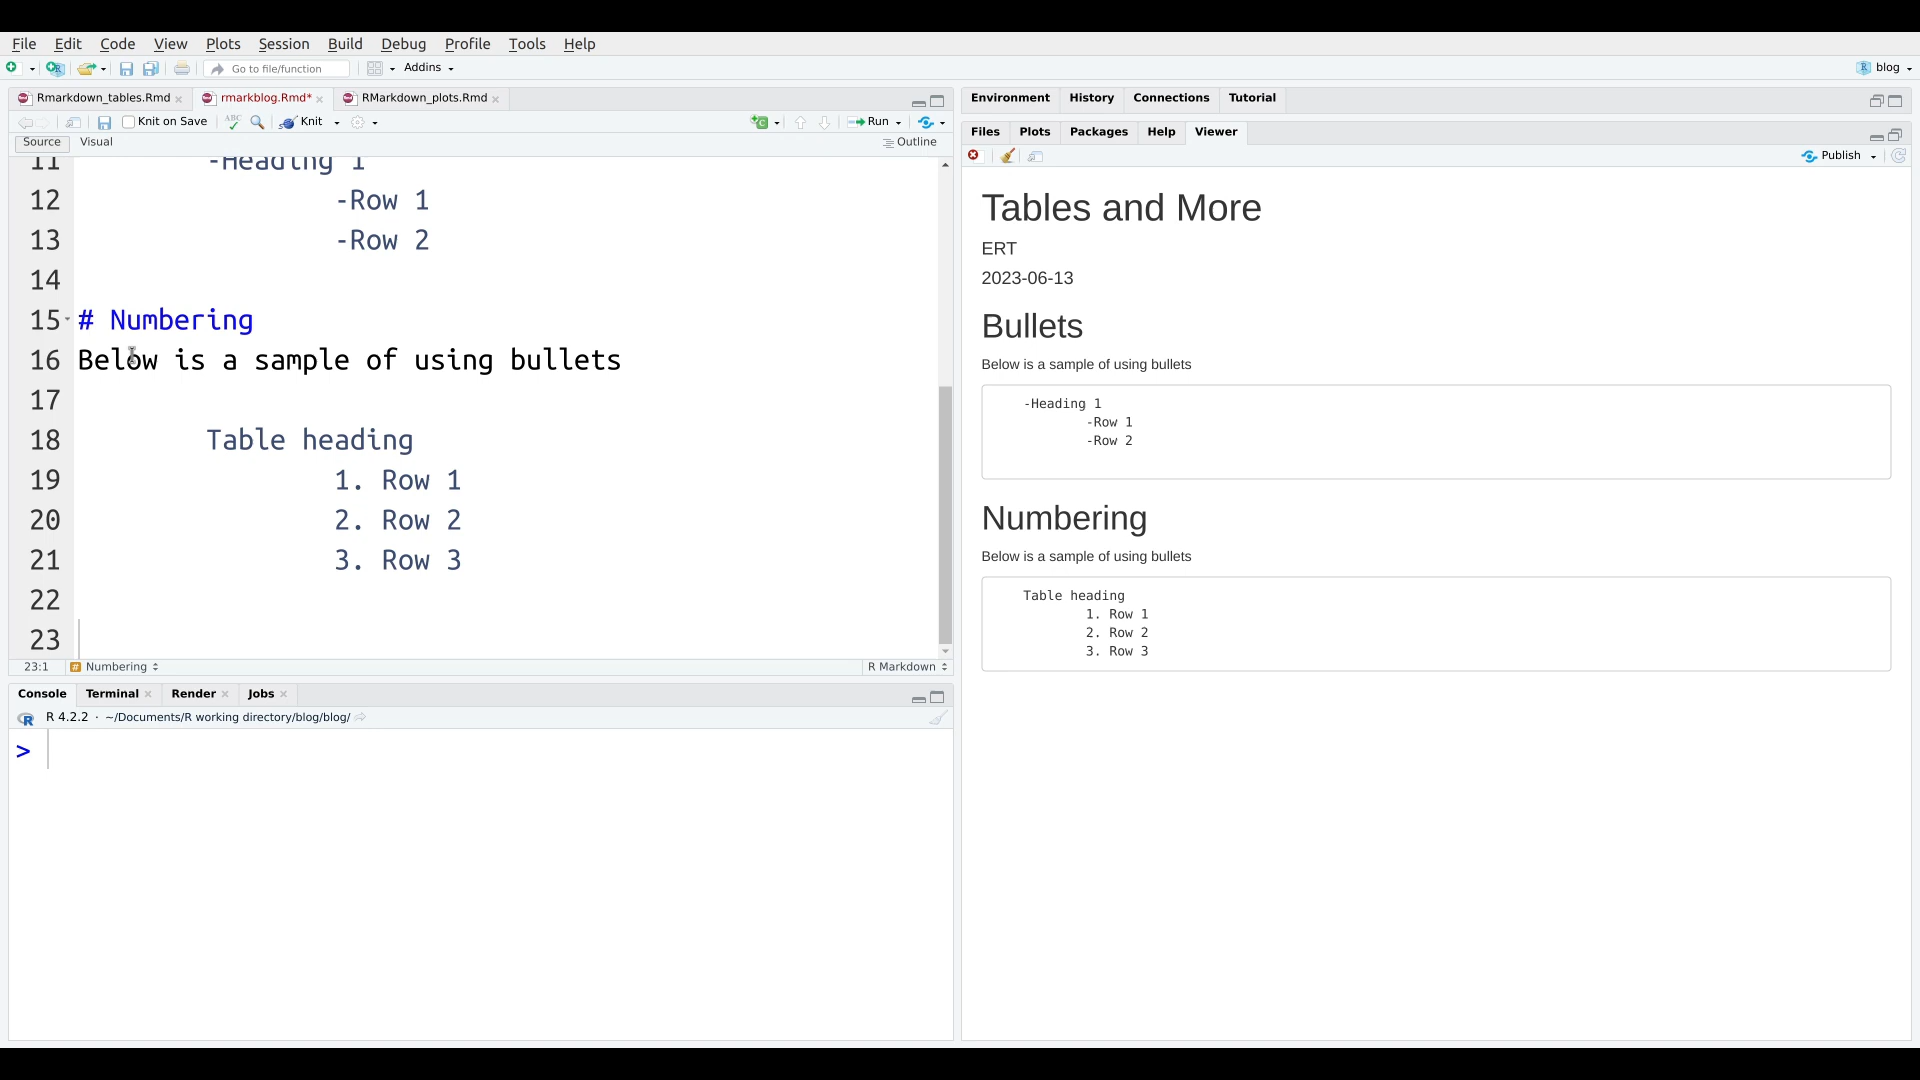 File Edit Code View Plots Session Build Debug Profile Tools Help
Go to file/function Addins blog
Rmarkdown_tables.Rmd rmarkblog.Rmd* RMarkdown_plots.Rmd
Knit on Save ABC Knit Run
Source Visual Outline
11 -Heading 1
12 -Row 1
13 -Row 2
14
15 # Numbering
16 Below is a sample of using bullets
17
18 Table heading
19 1. Row 1
20 2. Row 2
21 3. Row 3
22
23
23:1 # Numbering R Markdown
Console Terminal Render Jobs
R R 4.2.2 · ~/Documents/R working directory/blog/blog/
>
Environment History Connections Tutorial
Files Plots Packages Help Viewer
Publish
Tables and More
ERT
2023-06-13
Bullets
Below is a sample of using bullets
-Heading 1
-Row 1
-Row 2
Numbering
Below is a sample of using bullets
Table heading
1. Row 1
2. Row 2
3. Row 3